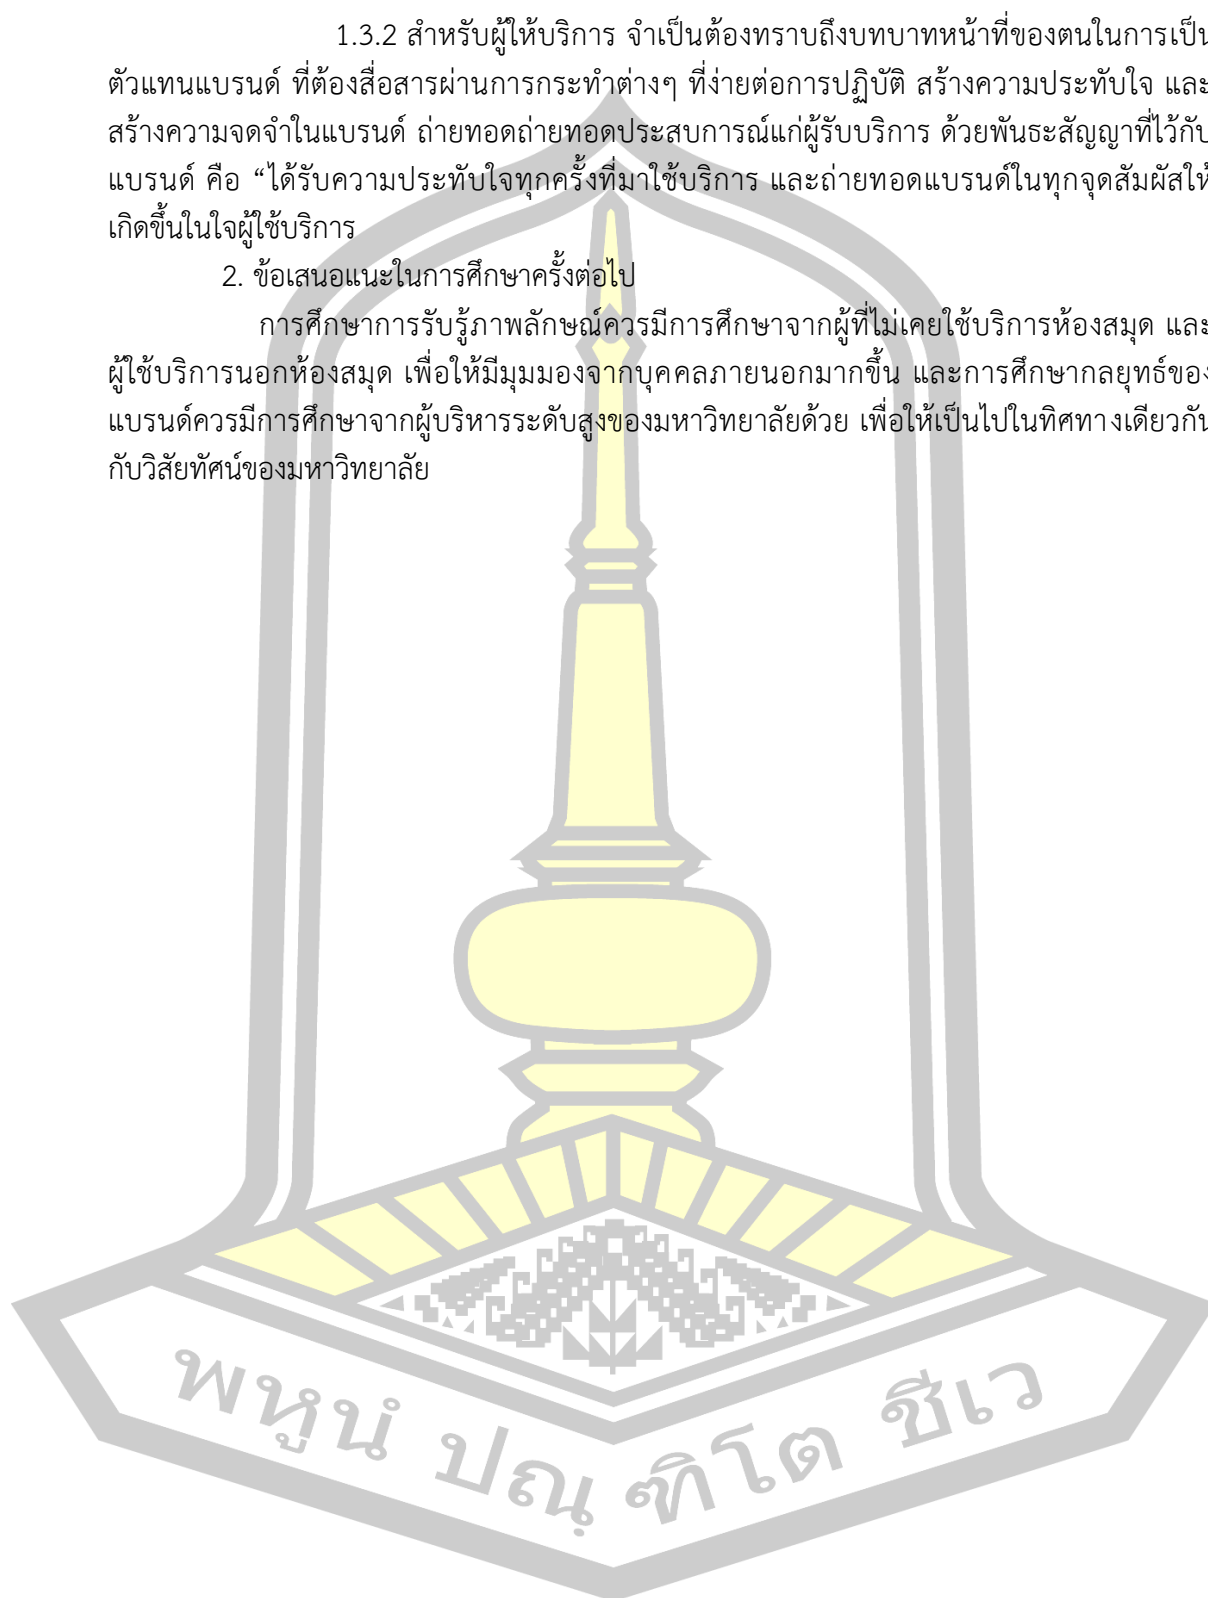 1.3.2 สำหรับผู้ให้บริการ จำเป็นต้องทราบถึงบทบาทหน้าที่ของตนในการเป็น
ตัวแทนแบรนด์ ที่ต้องสื่อสารผ่านการกระทำต่างๆ ที่ง่ายต่อการปฏิบัติ สร้างความประทับใจ และ
สร้างความจดจำในแบรนด์ ถ่ายทอดถ่ายทอดประสบการณ์แก่ผู้รับบริการ ด้วยพันธะสัญญาที่ไว้กับ
แบรนด์ คือ “ได้รับความประทับใจทุกครั้งที่มาใช้บริการ และถ่ายทอดแบรนด์ในทุกจุดสัมผัสให้
เกิดขึ้นในใจผู้ใช้บริการ
2. ข้อเสนอแนะในการศึกษาครั้งต่อไป
การศึกษาการรับรู้ภาพลักษณ์ควรมีการศึกษาจากผู้ที่ไม่เคยใช้บริการห้องสมุด และ
ผู้ใช้บริการนอกห้องสมุด เพื่อให้มีมุมมองจากบุคคลภายนอกมากขึ้น และการศึกษากลยุทธ์ของ
แบรนด์ควรมีการศึกษาจากผู้บริหารระดับสูงของมหาวิทยาลัยด้วย เพื่อให้เป็นไปในทิศทางเดียวกัน
กับวิสัยทัศน์ของมหาวิทยาลัย
พหูนํ ปณฺฑิโต ชีเว